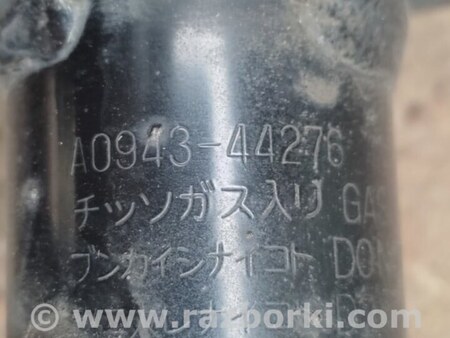 A0943-44276
チッソガス入リ GAS
ブンカイシナイコト DON
© www.razborki.com